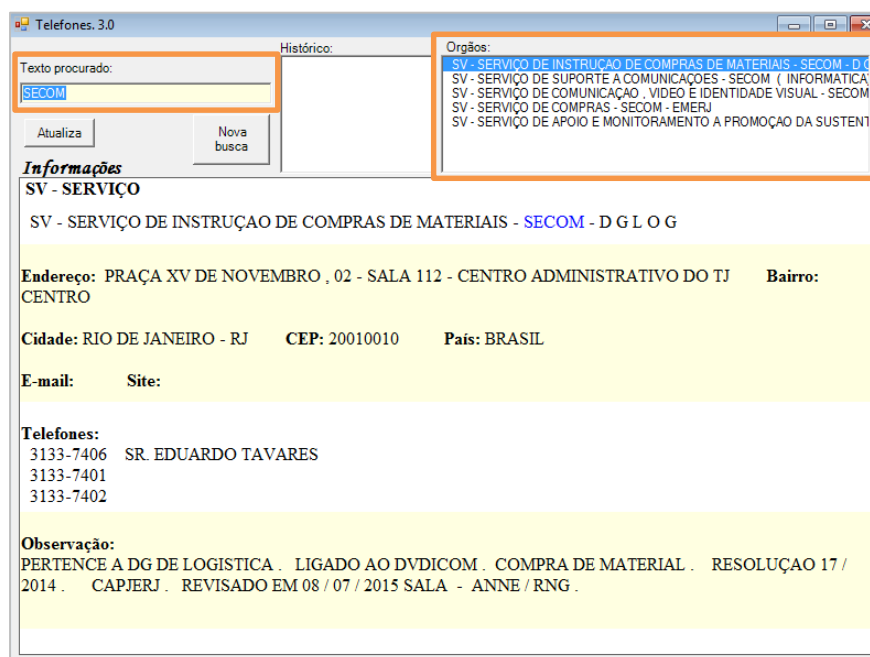 Telefones. 3.0
Histórico:
Orgãos:
Texto procurado:
SECOM
SV - SERVIÇO DE INSTRUÇAO DE COMPRAS DE MATERIAIS - SECOM - D G
SV - SERVIÇO DE SUPORTE A COMUNICAÇOES - SECOM ( INFORMATICA)
SV - SERVIÇO DE COMUNICAÇAO , VIDEO E IDENTIDADE VISUAL - SECOM
SV - SERVIÇO DE COMPRAS - SECOM - EMERJ
SV - SERVIÇO DE APOIO E MONITORAMENTO A PROMOÇAO DA SUSTENT
Atualiza
Nova
busca
Informações
SV - SERVIÇO
SV - SERVIÇO DE INSTRUÇAO DE COMPRAS DE MATERIAIS - SECOM - D G L O G
Endereço: PRAÇA XV DE NOVEMBRO , 02 - SALA 112 - CENTRO ADMINISTRATIVO DO TJ Bairro:
CENTRO
Cidade: RIO DE JANEIRO - RJ CEP: 20010010 País: BRASIL
E-mail: Site:
Telefones:
3133-7406 SR. EDUARDO TAVARES
3133-7401
3133-7402
Observação:
PERTENCE A DG DE LOGISTICA . LIGADO AO DVDICOM . COMPRA DE MATERIAL . RESOLUÇAO 17 /
2014 . CAPJERJ . REVISADO EM 08 / 07 / 2015 SALA - ANNE / RNG .